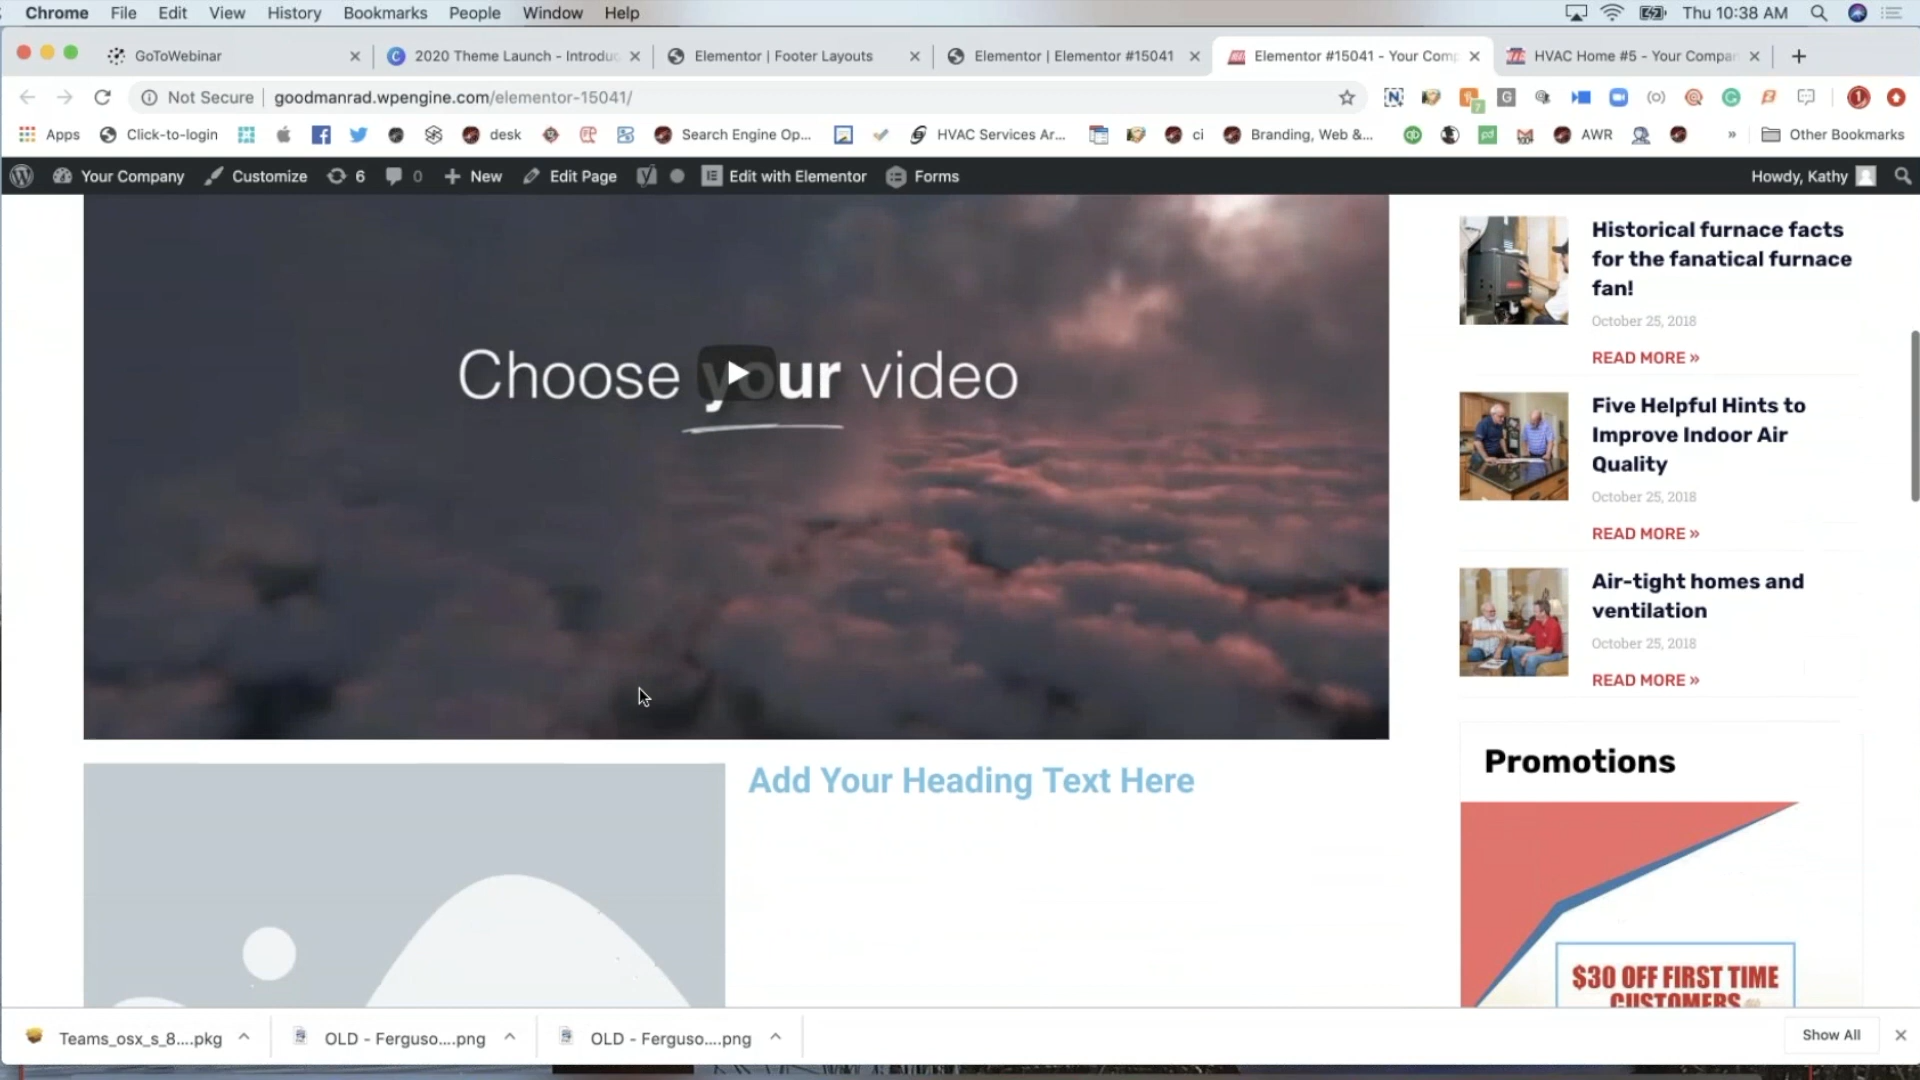 Chrome File Edit View History Bookmarks People Window Help Thu 10:38 AM
GoToWebinar 2020 Theme Launch - Introduc Elementor | Footer Layouts Elementor | Elementor #15041 Elementor #15041 - Your Comp HVAC Home #5 - Your Compan
Not Secure goodmanrad.wpengine.com/elementor-15041/
Apps Click-to-login desk Search Engine Op... HVAC Services Ar... ci Branding, Web &... AWR » Other Bookmarks
Your Company Customize 6 0 New Edit Page Edit with Elementor Forms Howdy, Kathy
Choose your video
Historical furnace facts
for the fanatical furnace
fan!
October 25, 2018
READ MORE »
Five Helpful Hints to
Improve Indoor Air
Quality
October 25, 2018
READ MORE »
Air-tight homes and
ventilation
October 25, 2018
READ MORE »
Add Your Heading Text Here
Promotions
$30 OFF FIRST TIME
CUSTOMERS
Teams_osx_s_8....pkg OLD - Ferguso....png OLD - Ferguso....png Show All